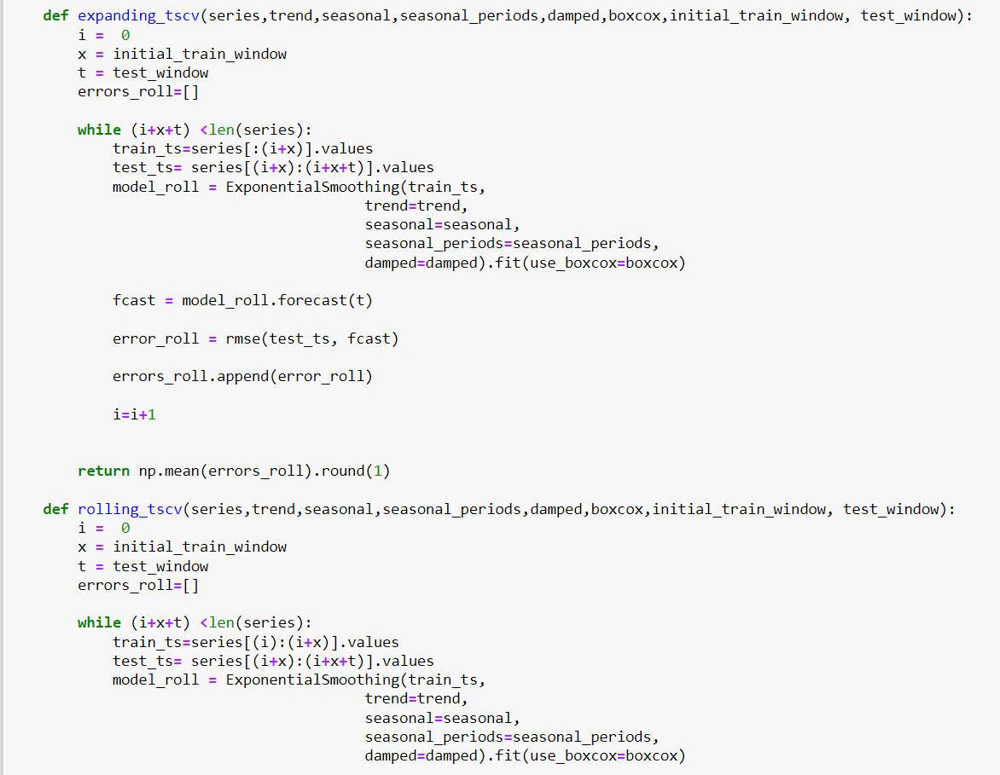 def expanding_tscv(series,trend,seasonal,seasonal_periods,damped,boxcox,initial_train_window, test_window):
    i =  0
    x = initial_train_window
    t = test_window
    errors_roll=[]

    while (i+x+t) <len(series):
        train_ts=series[:(i+x)].values
        test_ts= series[(i+x):(i+x+t)].values
        model_roll = ExponentialSmoothing(train_ts,
                                     trend=trend,
                                     seasonal=seasonal,
                                     seasonal_periods=seasonal_periods,
                                     damped=damped).fit(use_boxcox=boxcox)

        fcast = model_roll.forecast(t)

        error_roll = rmse(test_ts, fcast)

        errors_roll.append(error_roll)

        i=i+1


    return np.mean(errors_roll).round(1)

def rolling_tscv(series,trend,seasonal,seasonal_periods,damped,boxcox,initial_train_window, test_window):
    i =  0
    x = initial_train_window
    t = test_window
    errors_roll=[]

    while (i+x+t) <len(series):
        train_ts=series[(i):(i+x)].values
        test_ts= series[(i+x):(i+x+t)].values
        model_roll = ExponentialSmoothing(train_ts,
                                     trend=trend,
                                     seasonal=seasonal,
                                     seasonal_periods=seasonal_periods,
                                     damped=damped).fit(use_boxcox=boxcox)